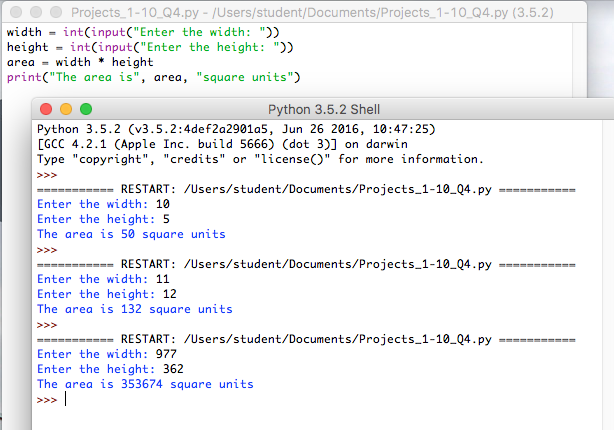 Projects_1-10_Q4.py - /Users/student/Documents/Projects_1-10_Q4.py (3.5.2)
width = int(input("Enter the width: "))
height = int(input("Enter the height: "))
area = width * height
print("The area is", area, "square units")
Python 3.5.2 Shell
Python 3.5.2 (v3.5.2:4def2a2901a5, Jun 26 2016, 10:47:25)
[GCC 4.2.1 (Apple Inc. build 5666) (dot 3)] on darwin
Type "copyright", "credits" or "license()" for more information.
>>>
=========== RESTART: /Users/student/Documents/Projects_1-10_Q4.py ===========
Enter the width: 10
Enter the height: 5
The area is 50 square units
>>>
=========== RESTART: /Users/student/Documents/Projects_1-10_Q4.py ===========
Enter the width: 11
Enter the height: 12
The area is 132 square units
>>>
=========== RESTART: /Users/student/Documents/Projects_1-10_Q4.py ===========
Enter the width: 977
Enter the height: 362
The area is 353674 square units
>>>